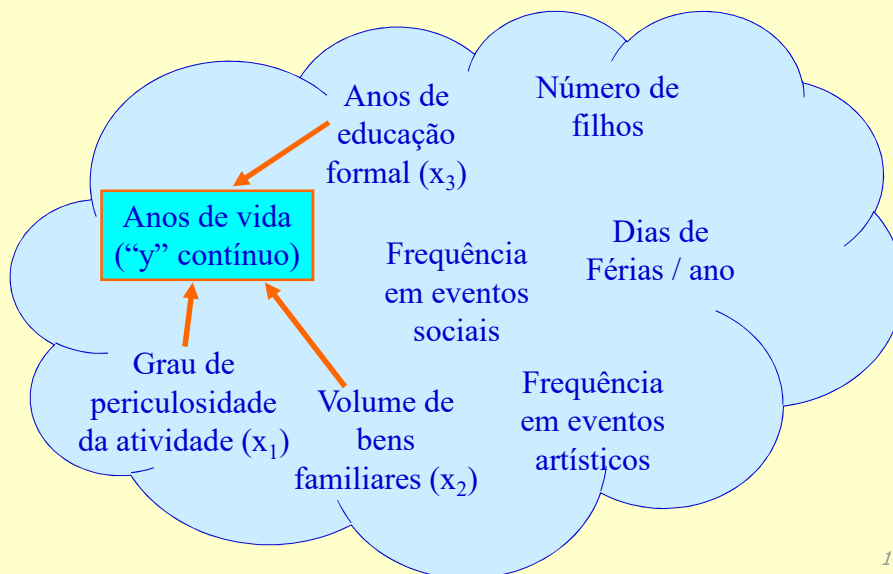 Anos de
educação
formal (x₃)
Número de
filhos
Anos de vida
(“y” contínuo)
Frequência
em eventos
sociais
Dias de
Férias / ano
Grau de
periculosidade
da atividade (x₁)
Volume de
bens
familiares (x₂)
Frequência
em eventos
artísticos
1